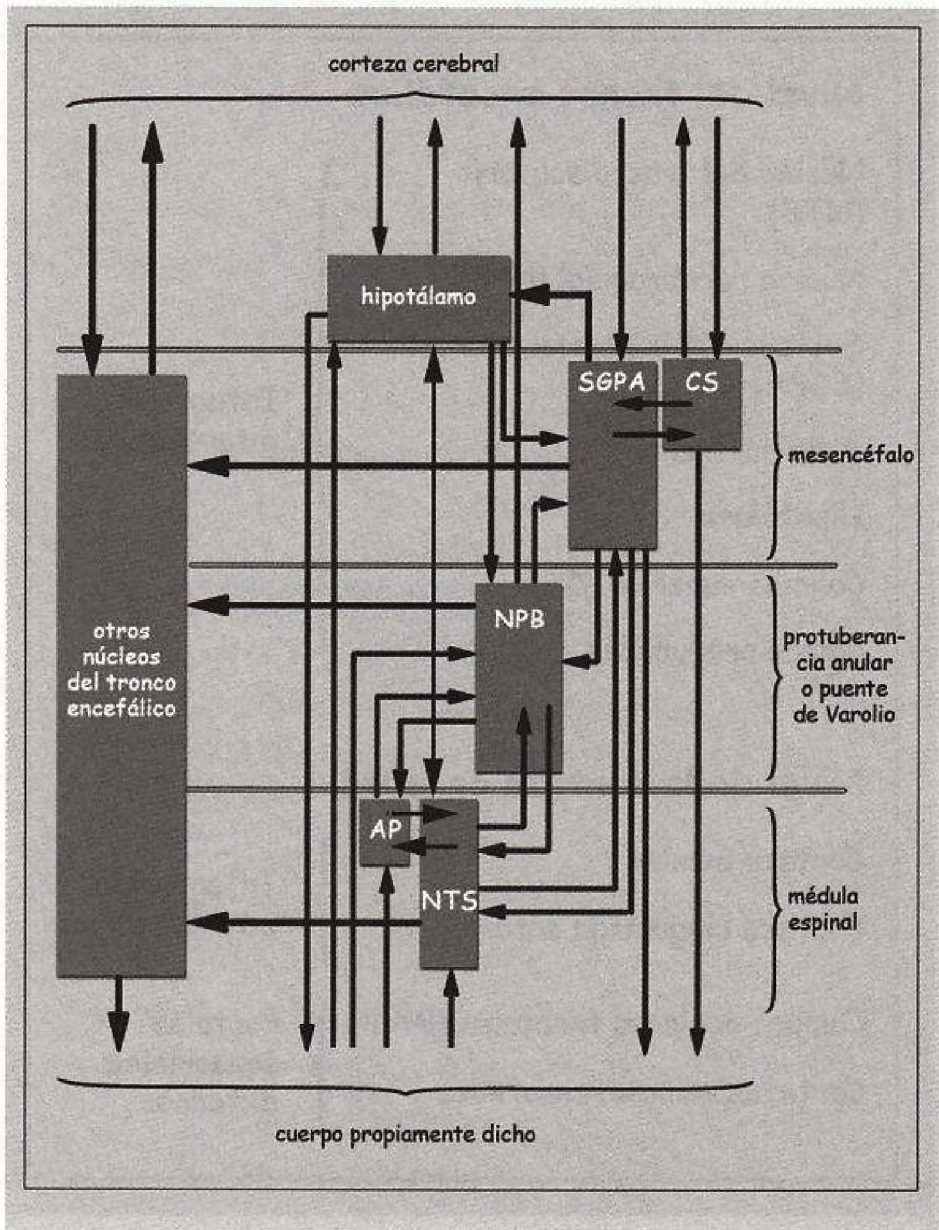 corteza cerebral
hipotálamo
SGPA
CS
mesencéfalo
NPB
otros
núcleos
del tronco
encefálico
protuberan-
cia anular
o puente
de Varolio
AP
NTS
médula
espinal
cuerpo propiamente dicho